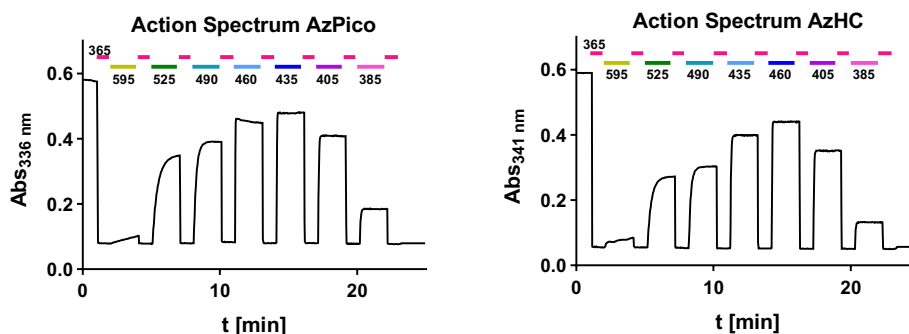 Action Spectrum AzPico
365
595 525 490 460 435 405 385
0.6
0.4
0.2
0.0
Abs336 nm
0 10 20
t [min]
Action Spectrum AzHC
365
595 525 490 435 460 405 385
0.6
0.4
0.2
0.0
Abs341 nm
0 10 20
t [min]